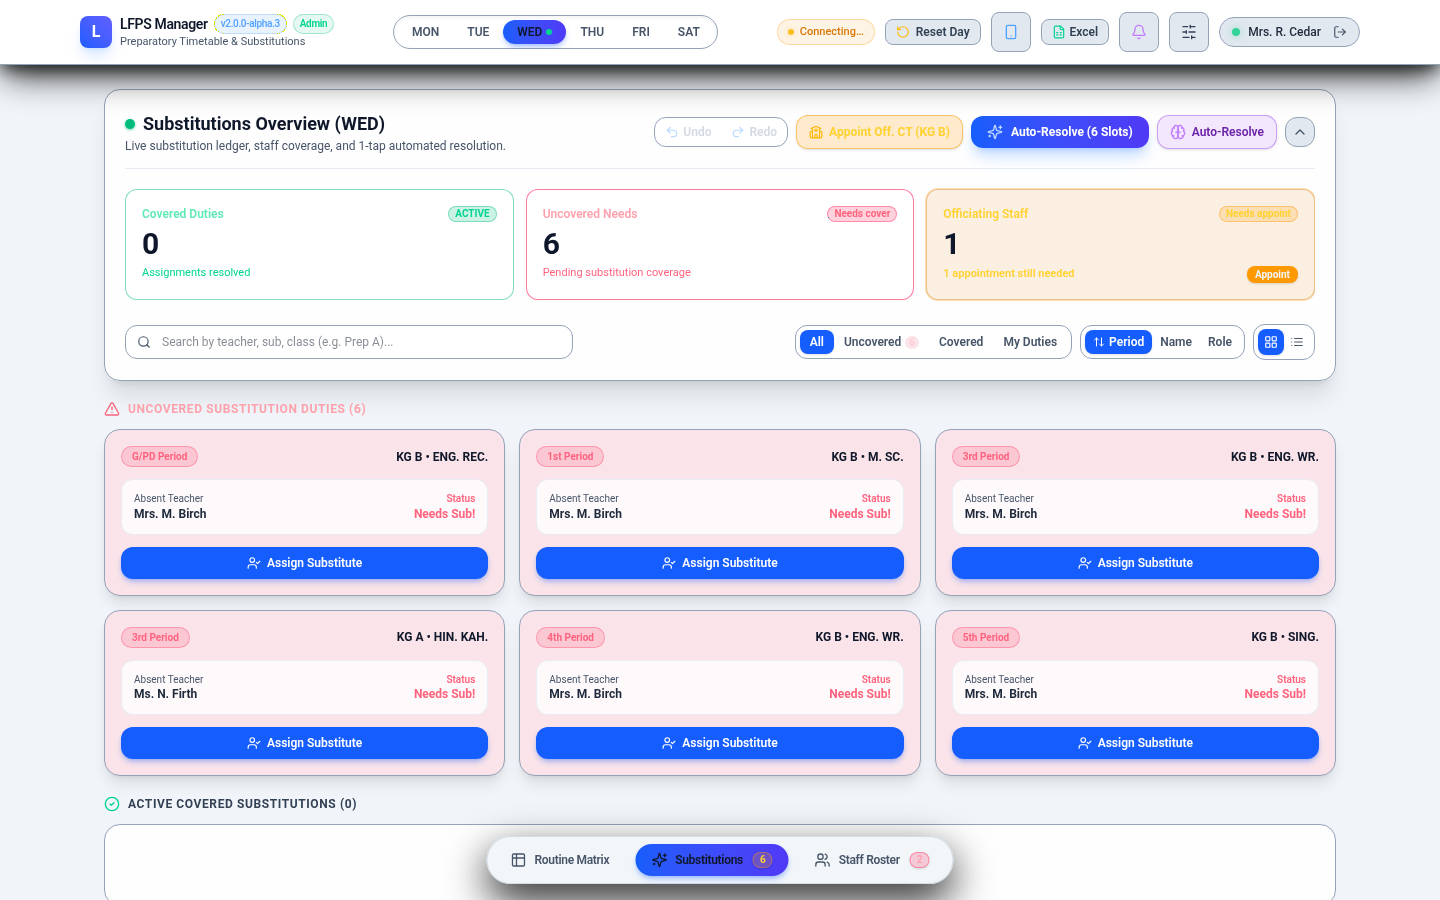 L
LFPS Manager v2.0.0-alpha.3 Admin
Preparatory Timetable & Substitutions
MON TUE WED THU FRI SAT
Connecting... Reset Day Excel Mrs. R. Cedar
Substitutions Overview (WED)
Live substitution ledger, staff coverage, and 1-tap automated resolution.
Undo Redo Appoint Off. CT (KG B) Auto-Resolve (6 Slots) Auto-Resolve
Covered Duties ACTIVE
0
Assignments resolved
Uncovered Needs Needs cover
6
Pending substitution coverage
Officiating Staff Needs appoint
1
1 appointment still needed Appoint
Search by teacher, sub, class (e.g. Prep A)...
All Uncovered 6 Covered My Duties
Period Name Role
UNCOVERED SUBSTITUTION DUTIES (6)
G/PD Period KG B • ENG. REC.
Absent Teacher Status
Mrs. M. Birch Needs Sub!
Assign Substitute
1st Period KG B • M. SC.
Absent Teacher Status
Mrs. M. Birch Needs Sub!
Assign Substitute
3rd Period KG B • ENG. WR.
Absent Teacher Status
Mrs. M. Birch Needs Sub!
Assign Substitute
3rd Period KG A • HIN. KAH.
Absent Teacher Status
Ms. N. Firth Needs Sub!
Assign Substitute
4th Period KG B • ENG. WR.
Absent Teacher Status
Mrs. M. Birch Needs Sub!
Assign Substitute
5th Period KG B • SING.
Absent Teacher Status
Mrs. M. Birch Needs Sub!
Assign Substitute
ACTIVE COVERED SUBSTITUTIONS (0)
Routine Matrix Substitutions 6 Staff Roster 2